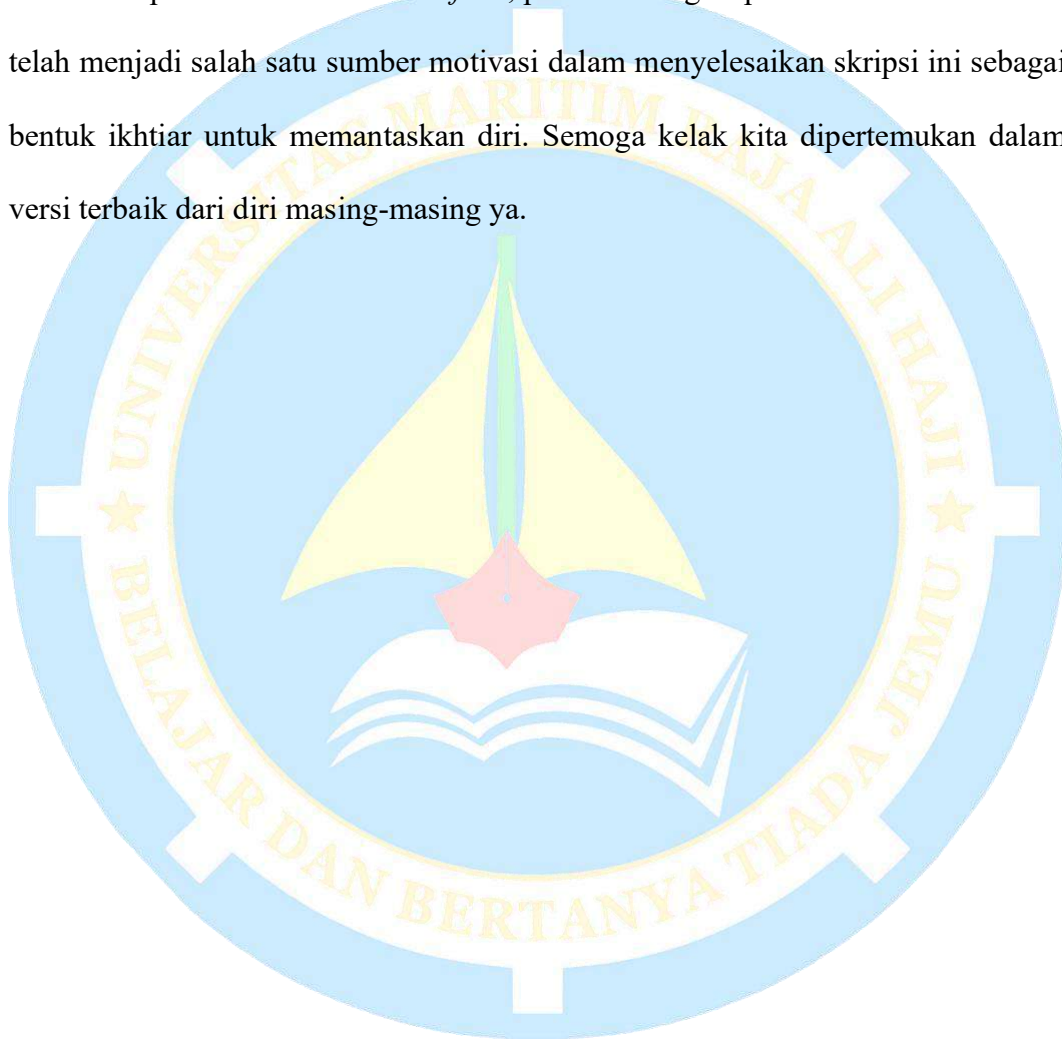 telah menjadi salah satu sumber motivasi dalam menyelesaikan skripsi ini sebagai
bentuk ikhtiar untuk memantaskan diri. Semoga kelak kita dipertemukan dalam
versi terbaik dari diri masing-masing ya.
UNIVERSITAS MARITIM RAJA ALI HAJI
BELAJAR DAN BERTANYA TIADA JEMU